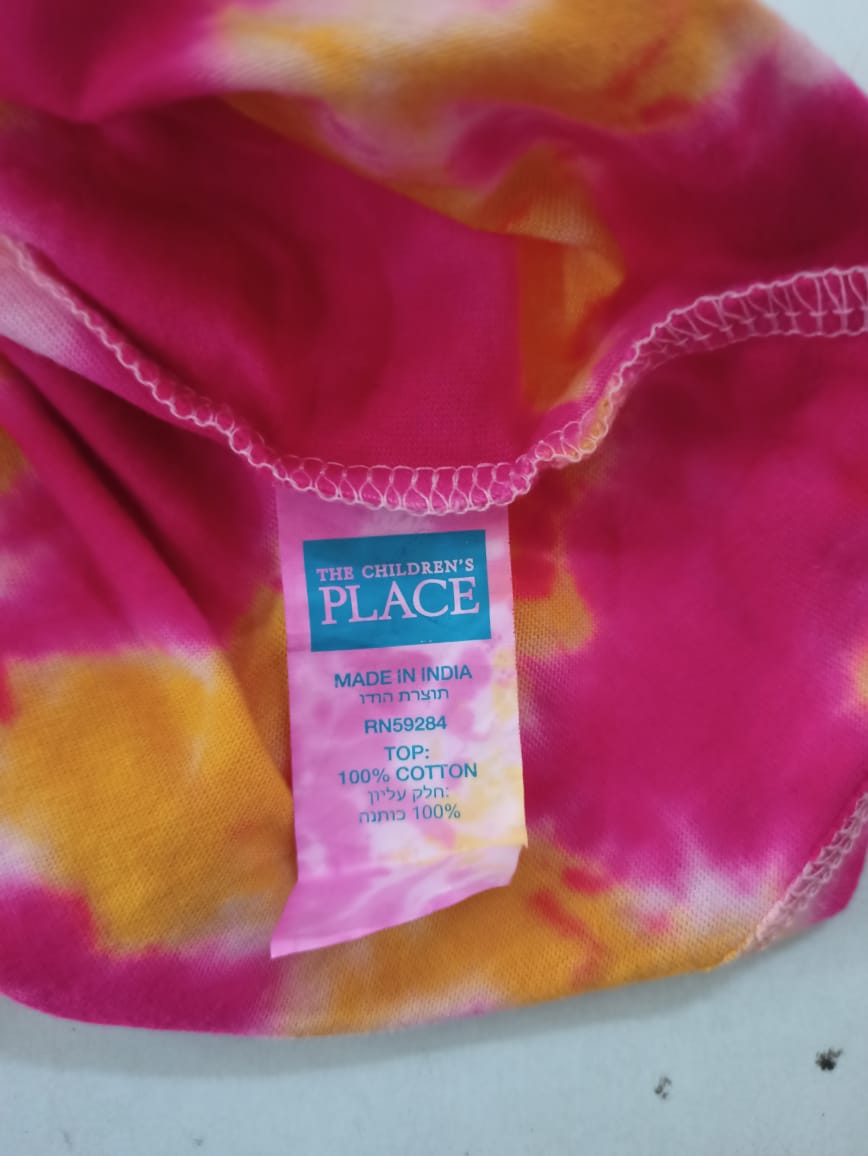 THE CHILDREN'S
PLACE
MADE IN INDIA
תוצרת הודו
RN59284
TOP:
100% COTTON
חלק עליון:
100% כותנה